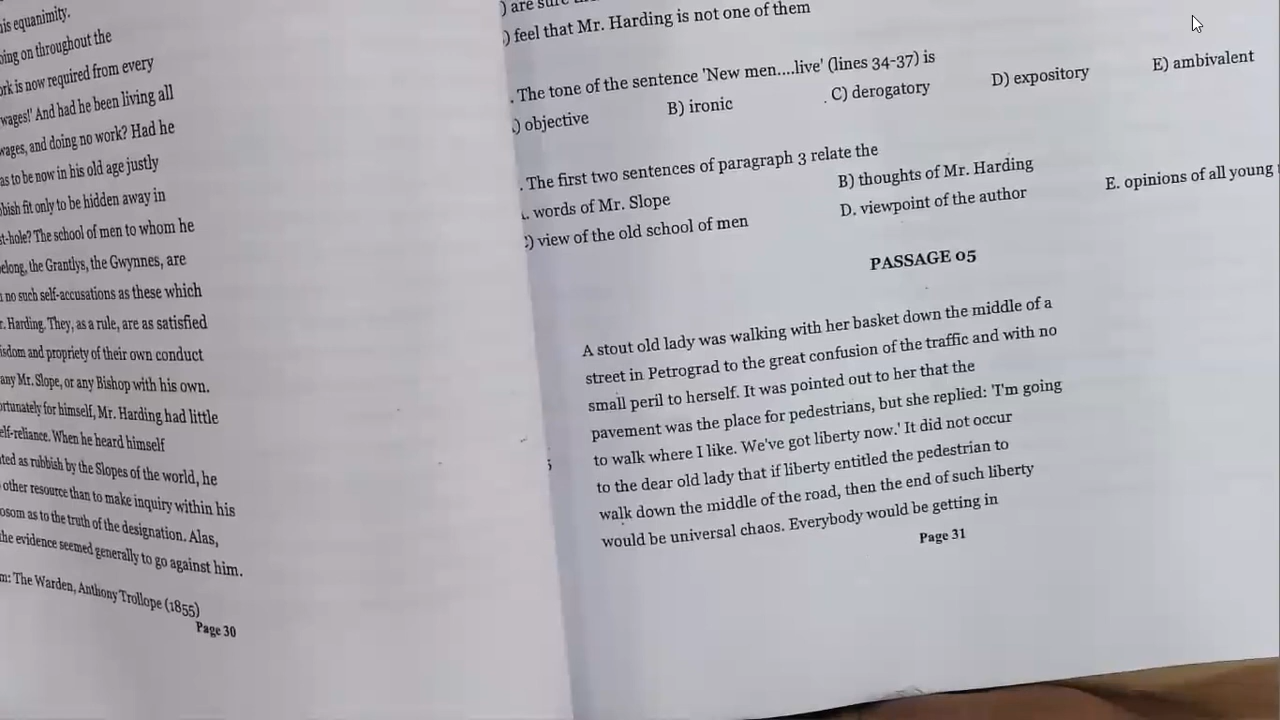 his equanimity.
oing on throughout the
ork is now required from every
wages!' And had he been living all
wages, and doing no work? Had he
as to be now in his old age justly
bbish fit only to be hidden away in
st-hole? The school of men to whom he
elong, the Grantlys, the Gwynnes, are
no such self-accusations as these which
r. Harding. They, as a rule, are as satisfied
isdom and propriety of their own conduct
any Mr. Slope, or any Bishop with his own.
ortunately for himself, Mr. Harding had little
elf-reliance. When he heard himself
ted as rubbish by the Slopes of the world, he
other resource than to make inquiry within his
osom as to the truth of the designation. Alas,
the evidence seemed generally to go against him.
m: The Warden, Anthony Trollope (1855)
Page 30
) are sure
) feel that Mr. Harding is not one of them
. The tone of the sentence 'New men....live' (lines 34-37) is
) objective B) ironic C) derogatory D) expository E) ambivalent
. The first two sentences of paragraph 3 relate the
. words of Mr. Slope B) thoughts of Mr. Harding
) view of the old school of men D. viewpoint of the author E. opinions of all young
PASSAGE 05
A stout old lady was walking with her basket down the middle of a
street in Petrograd to the great confusion of the traffic and with no
small peril to herself. It was pointed out to her that the
pavement was the place for pedestrians, but she replied: 'I'm going
to walk where I like. We've got liberty now.' It did not occur
5
to the dear old lady that if liberty entitled the pedestrian to
walk down the middle of the road, then the end of such liberty
would be universal chaos. Everybody would be getting in
Page 31